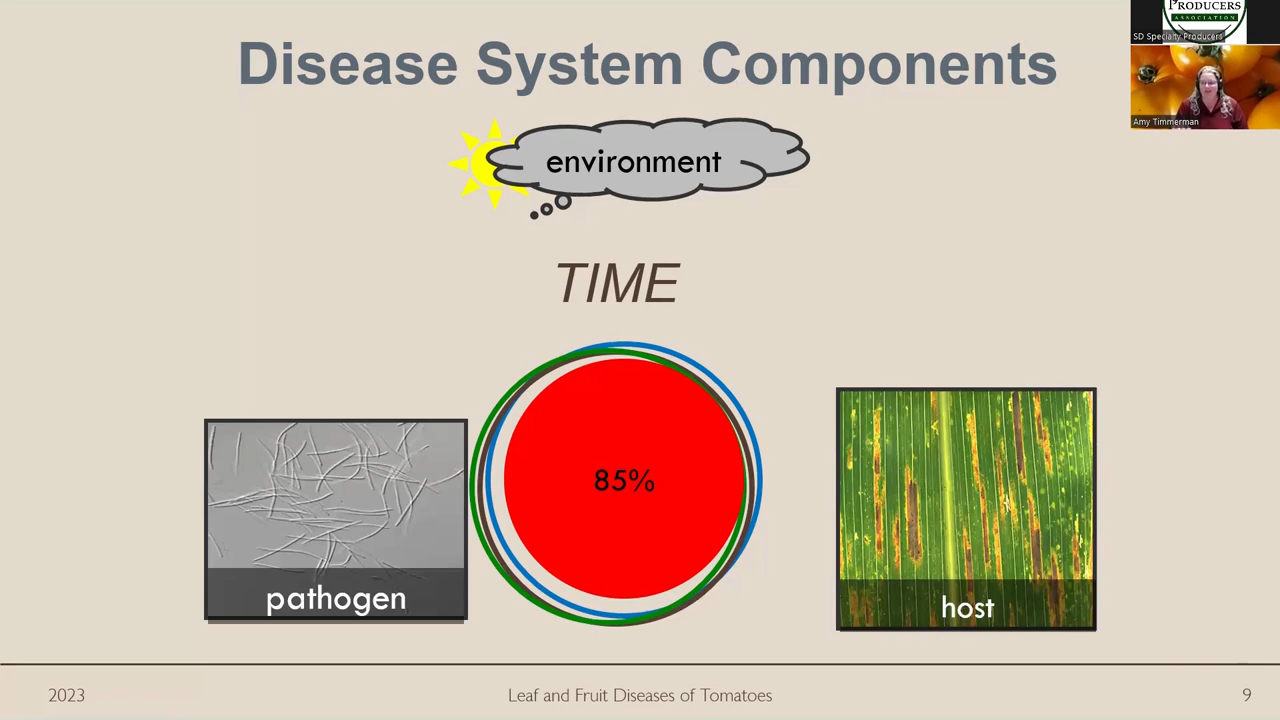 Disease System Components
PRODUCERS
ASSOCIATION
SD Specialty Producers
Amy Timmerman
environment
TIME
85%
pathogen
host
2023
Leaf and Fruit Diseases of Tomatoes
9